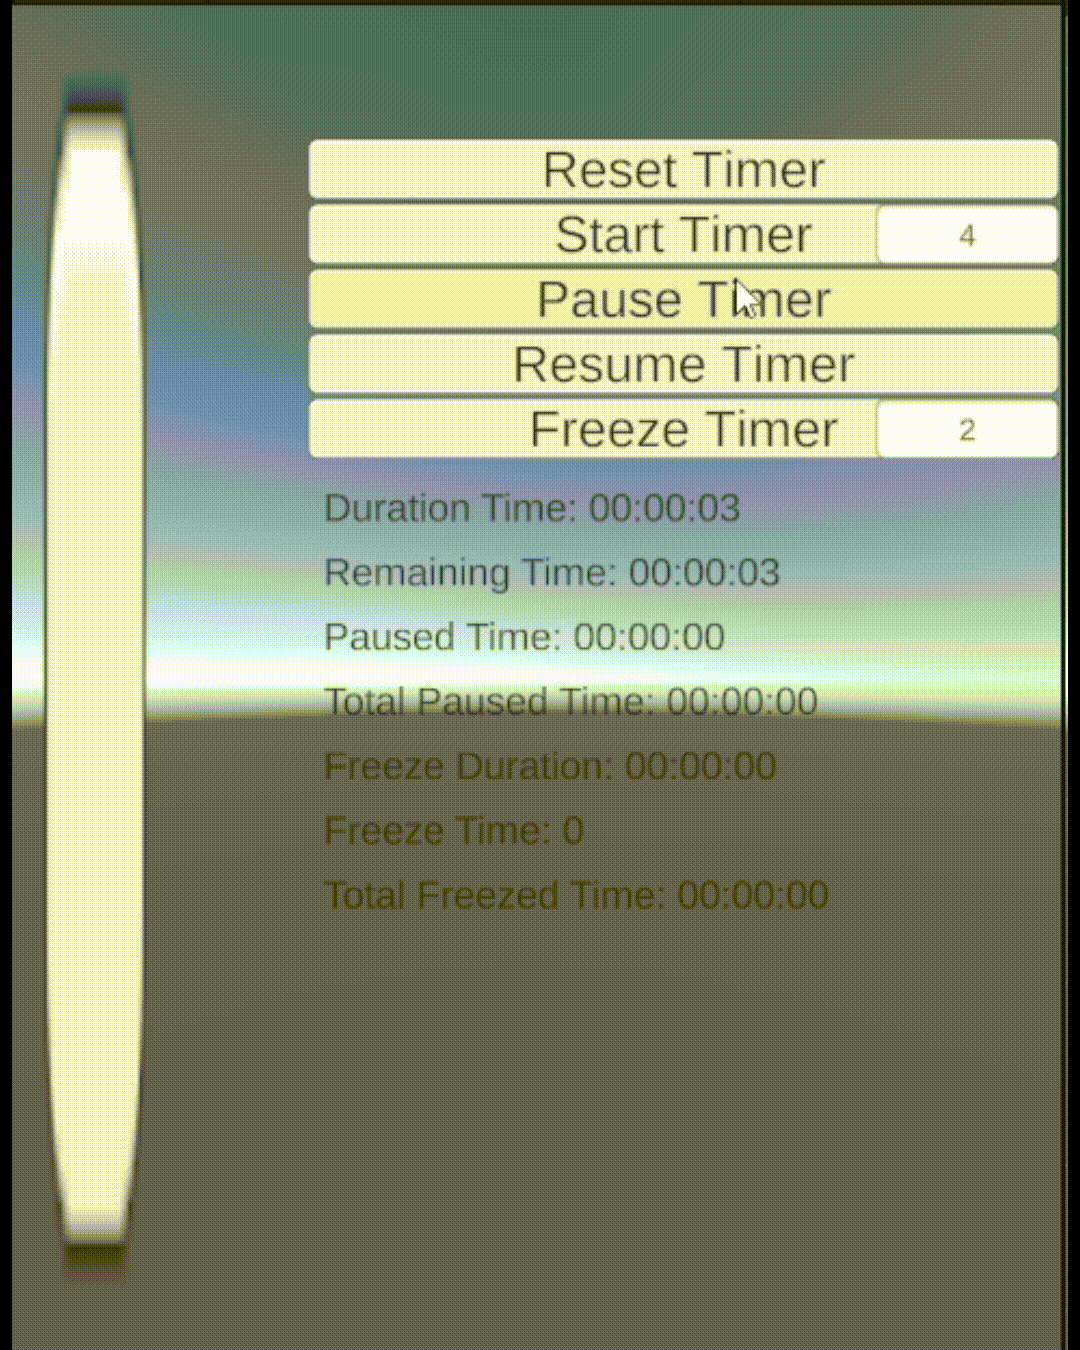 Reset Timer
Start Timer 4
Pause Timer
Resume Timer
Freeze Timer 2
Duration Time: 00:00:03
Remaining Time: 00:00:03
Paused Time: 00:00:00
Total Paused Time: 00:00:00
Freeze Duration: 00:00:00
Freeze Time: 0
Total Freezed Time: 00:00:00